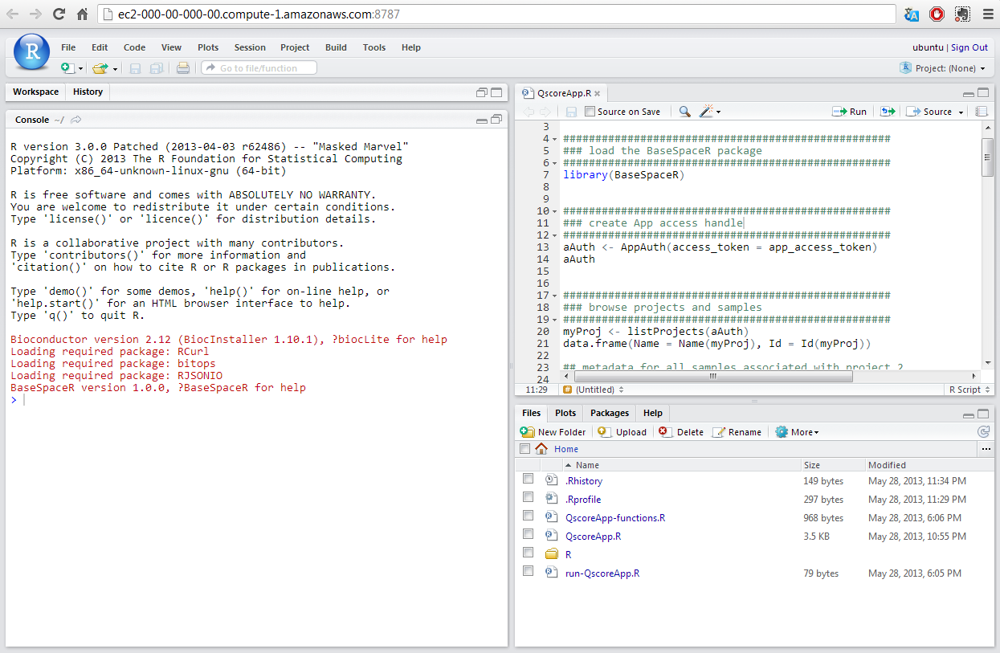 ec2-000-00-000-00.compute-1.amazonaws.com:8787
R
File Edit Code View Plots Session Project Build Tools Help
ubuntu | Sign Out
Go to file/function
Project: (None)
Workspace History
Console ~/
R version 3.0.0 Patched (2013-04-03 r62486) -- "Masked Marvel"
Copyright (C) 2013 The R Foundation for Statistical Computing
Platform: x86_64-unknown-linux-gnu (64-bit)
R is free software and comes with ABSOLUTELY NO WARRANTY.
You are welcome to redistribute it under certain conditions.
Type 'license()' or 'licence()' for distribution details.
R is a collaborative project with many contributors.
Type 'contributors()' for more information and
'citation()' on how to cite R or R packages in publications.
Type 'demo()' for some demos, 'help()' for on-line help, or
'help.start()' for an HTML browser interface to help.
Type 'q()' to quit R.
Bioconductor version 2.12 (BiocInstaller 1.10.1), ?biocLite for help
Loading required package: RCurl
Loading required package: bitops
Loading required package: RJSONIO
BaseSpaceR version 1.0.0, ?BaseSpaceR for help
>
QscoreApp.R
Source on Save Run Source
3
4 ###################################################
5 ### load the BaseSpaceR package
6 ###################################################
7 library(BaseSpaceR)
8
9
10 ###################################################
11 ### create App access handle
12 ###################################################
13 aAuth <- AppAuth(access_token = app_access_token)
14 aAuth
15
16
17 ###################################################
18 ### browse projects and samples
19 ###################################################
20 myProj <- listProjects(aAuth)
21 data.frame(Name = Name(myProj), Id = Id(myProj))
22
23 ## metadata for all samples associated with project 2
24
11:29 # (Untitled) R Script
Files Plots Packages Help
New Folder Upload Delete Rename More
Home ...
Name Size Modified
.Rhistory 149 bytes May 28, 2013, 11:34 PM
.Rprofile 297 bytes May 28, 2013, 11:29 PM
QscoreApp-functions.R 968 bytes May 28, 2013, 6:06 PM
QscoreApp.R 3.5 KB May 28, 2013, 10:55 PM
R
run-QscoreApp.R 79 bytes May 28, 2013, 6:05 PM